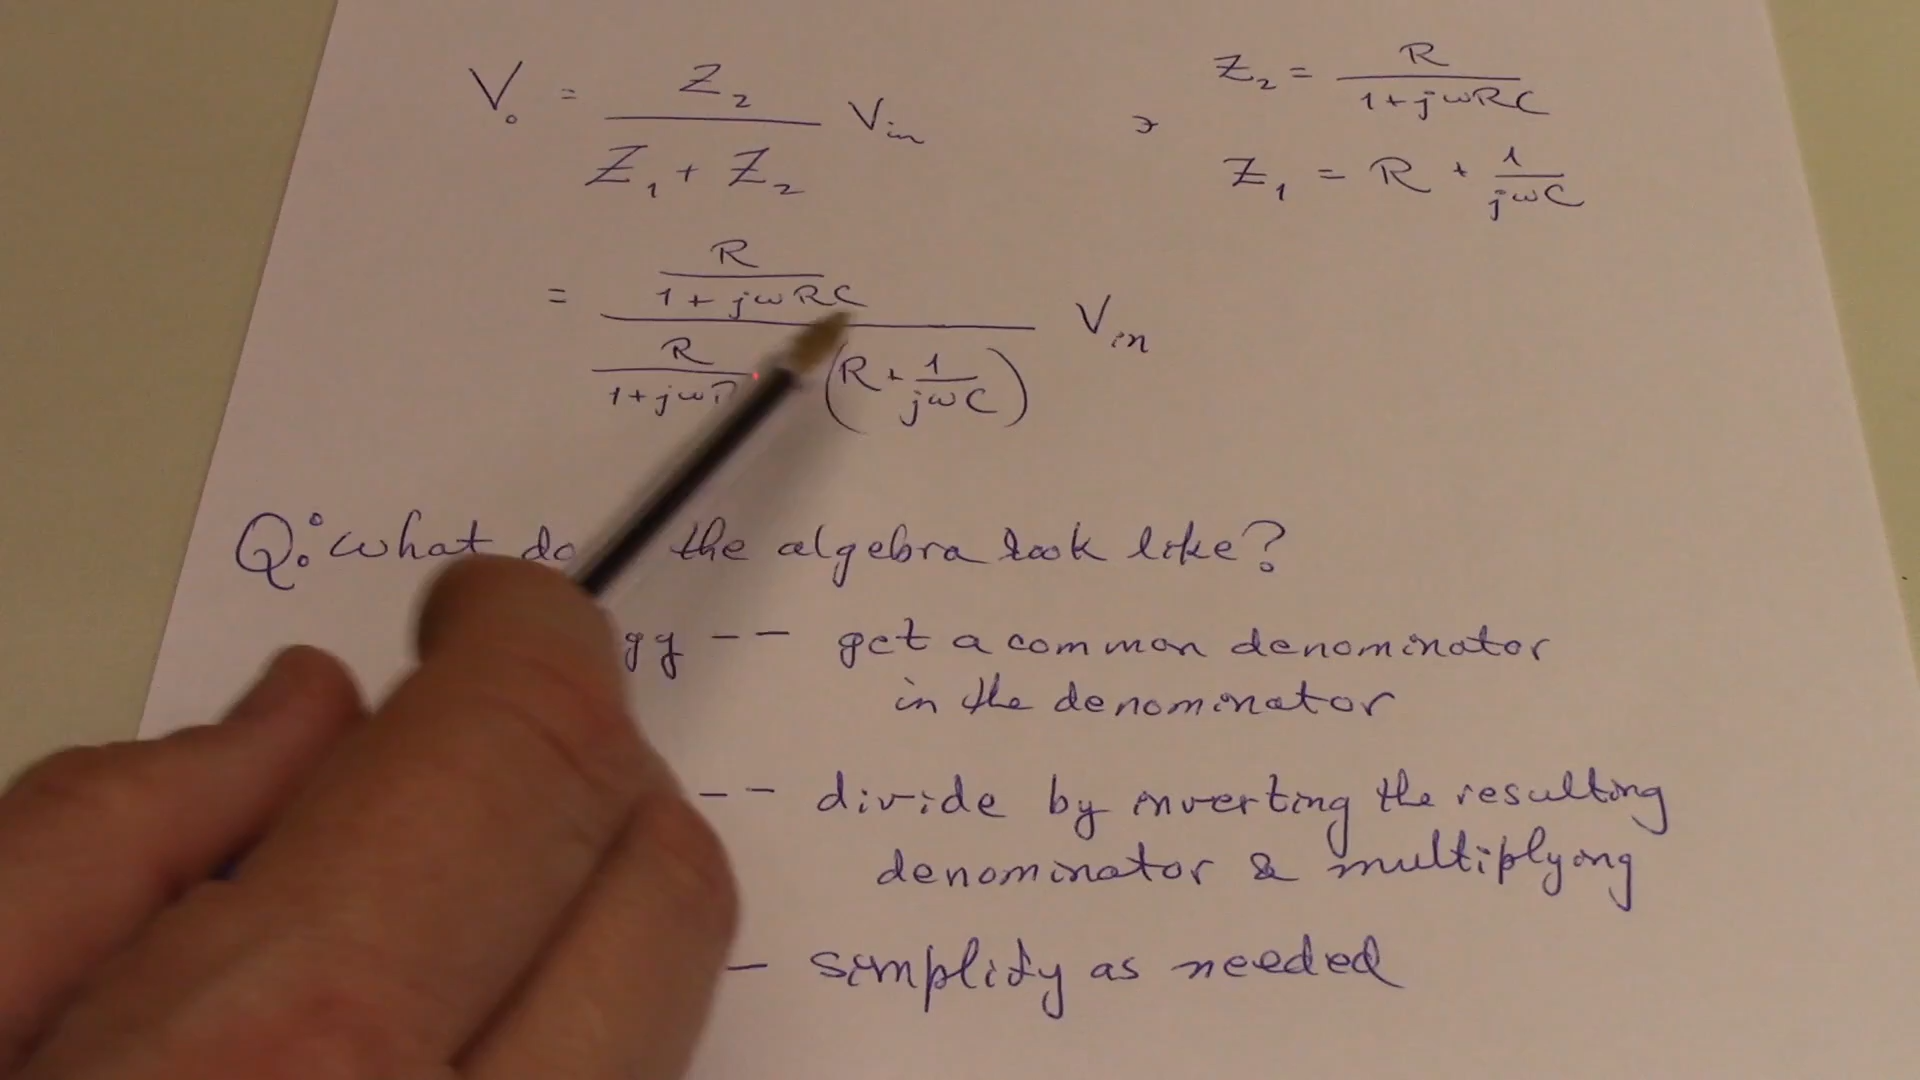 V₀ = Z₂ / (Z₁ + Z₂) Vin , Z₂ = R / (1 + jωRC)
Z₁ = R + 1 / (jωC)
= (R / (1 + jωRC)) / (R / (1 + jωR (R + 1 / (jωC))) Vin
Q: what do the algebra look like?
-- get a common denominator
in the denominator
-- divide by inverting the resulting
denominator & multiplying
- simplify as needed